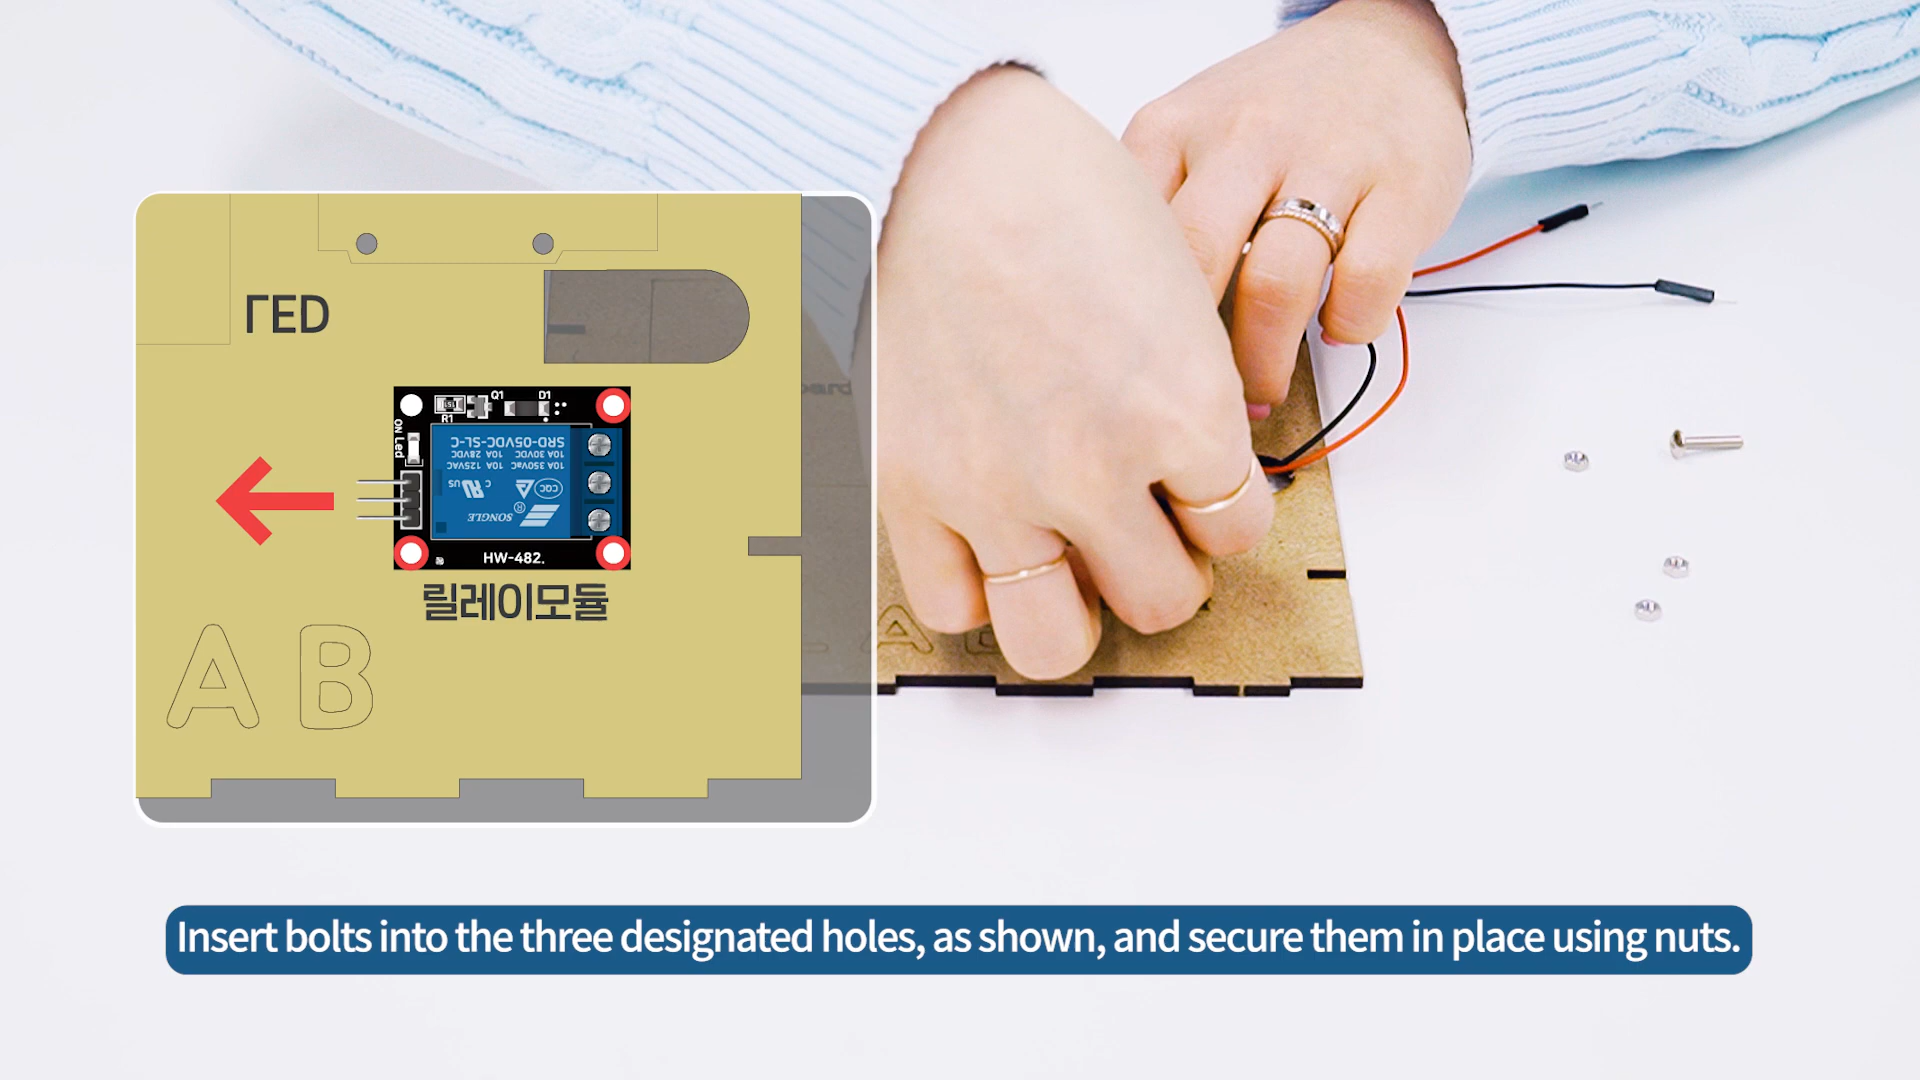 LED
Q1 D1
R1
ON Led
SRD-05VDC-SL-C
10A 30VDC 10A 28VDC
10A 250VAC 10A 125VAC
CQC c US
SONGLE ®
HW-482.
릴레이모듈
A B
A B
Insert bolts into the three designated holes, as shown, and secure them in place using nuts.